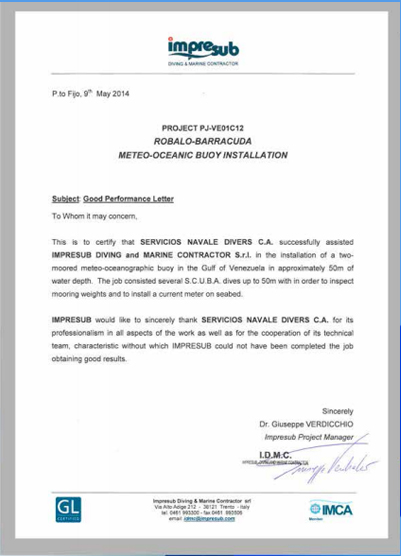 impresub
DIVING & MARINE CONTRACTOR
P.to Fijo, 9th May 2014
PROJECT PJ-VE01C12
ROBALO-BARRACUDA
METEO-OCEANIC BUOY INSTALLATION
Subject: Good Performance Letter
To Whom it may concern,
This is to certify that SERVICIOS NAVALE DIVERS C.A. successfully assisted
IMPRESUB DIVING and MARINE CONTRACTOR S.r.l. in the installation of a two-
moored meteo-oceanographic buoy in the Gulf of Venezuela in approximately 50m of
water depth. The job consisted several S.C.U.B.A. dives up to 50m with in order to inspect
mooring weights and to install a current meter on seabed.
IMPRESUB would like to sincerely thank SERVICIOS NAVALE DIVERS C.A. for its
professionalism in all aspects of the work as well as for the cooperation of its technical
team, characteristic without which IMPRESUB could not have been completed the job
obtaining good results.
Sincerely
Dr. Giuseppe VERDICCHIO
Impresub Project Manager
I.D.M.C.
GL
CERTIFIED
Impresub Diving & Marine Contractor srl
Via Alto Adige 212 - 38121 Trento - Italy
tel: 0461 993300 - fax 0461
email: idmc@impresub.com
IMCA
Member